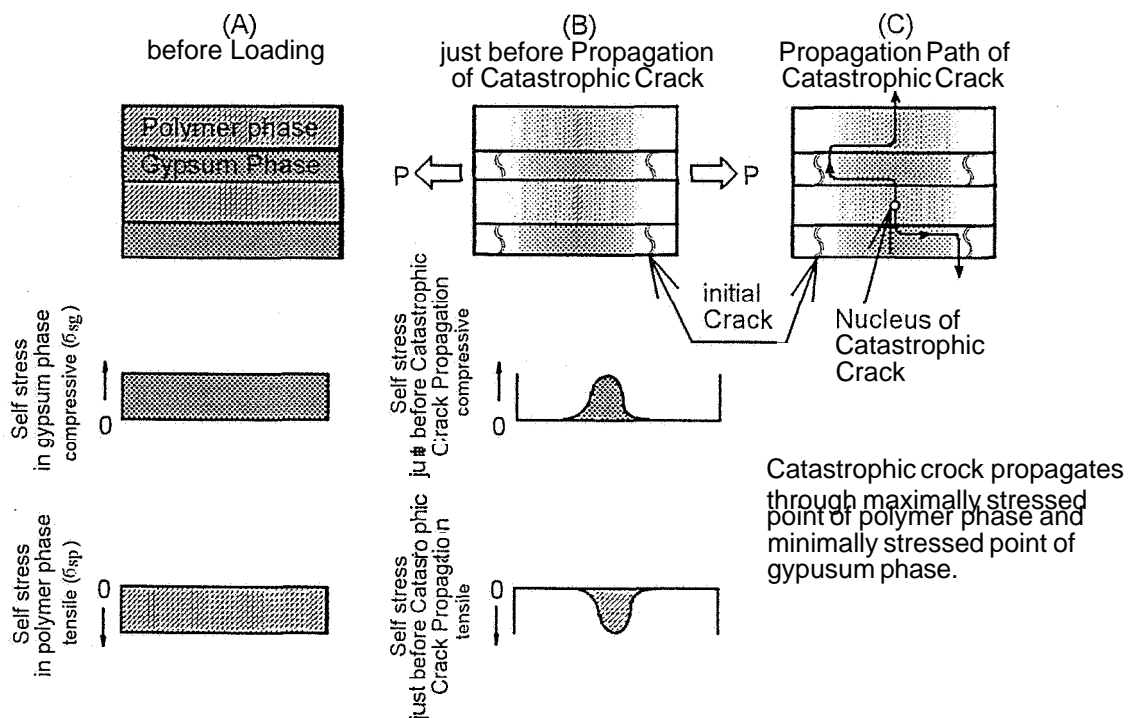 (A)
before Loading
(B)
just before Propagation
of Catastrophic Crack
(C)
Propagation Path of
Catastrophic Crack
Polymer phase
Gypsum Phase
P
P
initial
Crack
Nucleus of
Catastrophic
Crack
Self stress
in gypsum phase
compressive (σsg)
0
Self stress
just before Catastrophic
Crack Propagation
compressive
0
Catastrophic crock propagates
through maximally stressed
point of polymer phase and
minimally stressed point of
gypusum phase.
Self stress
in polymer phase
tensile (σsp)
0
Self stress
just before Catastrophic
Crack Propagation
tensile
0